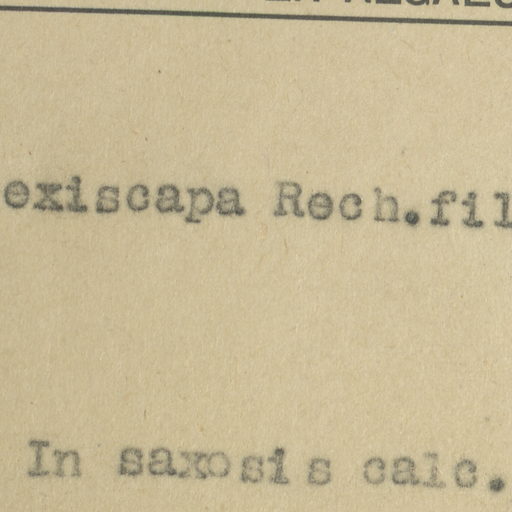 exiscapa Rech.fil
In saxosis calc.